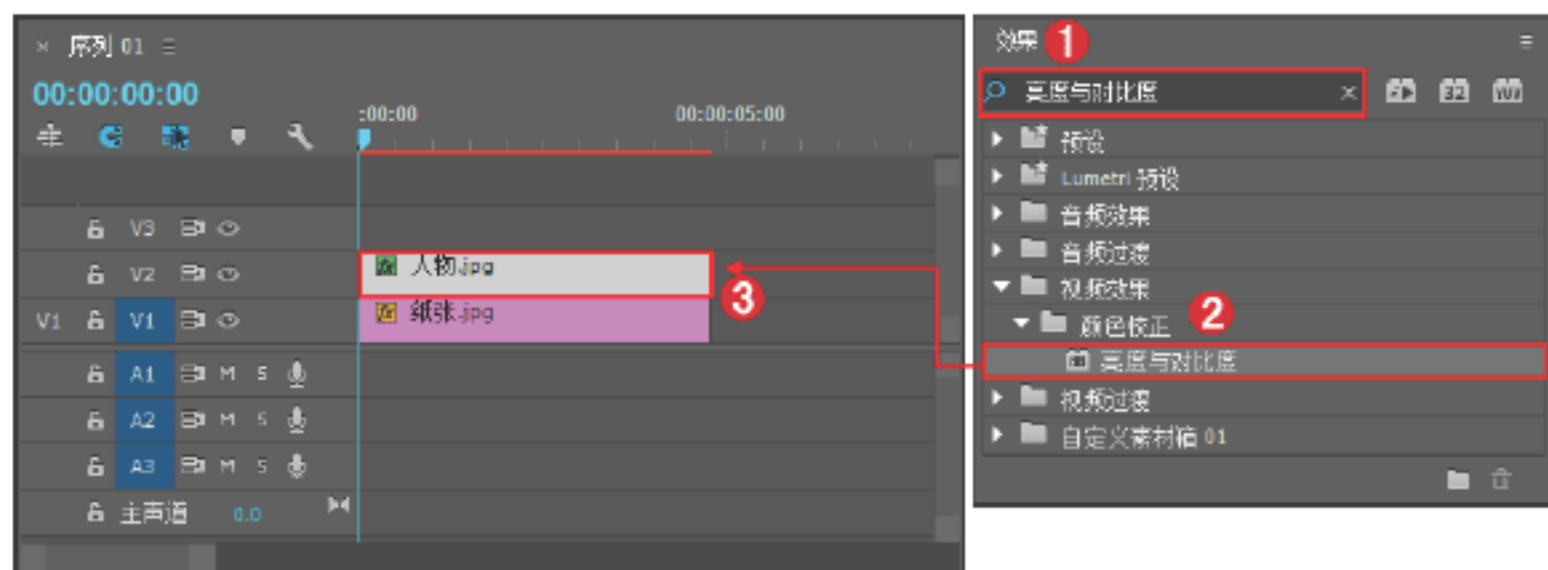 × 序列 01
00:00:00:00
:00:00 00:00:05:00
V3
V2 fx 人物.jpg
V1 V1 fx 纸张.jpg
3
A1 M S
A2 M S
A3 M S
主声道 0.0
效果 1
亮度与对比度 ×
32 YUV
预设
Lumetri 预设
音频效果
音频过渡
视频效果
颜色校正 2
亮度与对比度
视频过渡
自定义素材箱 01